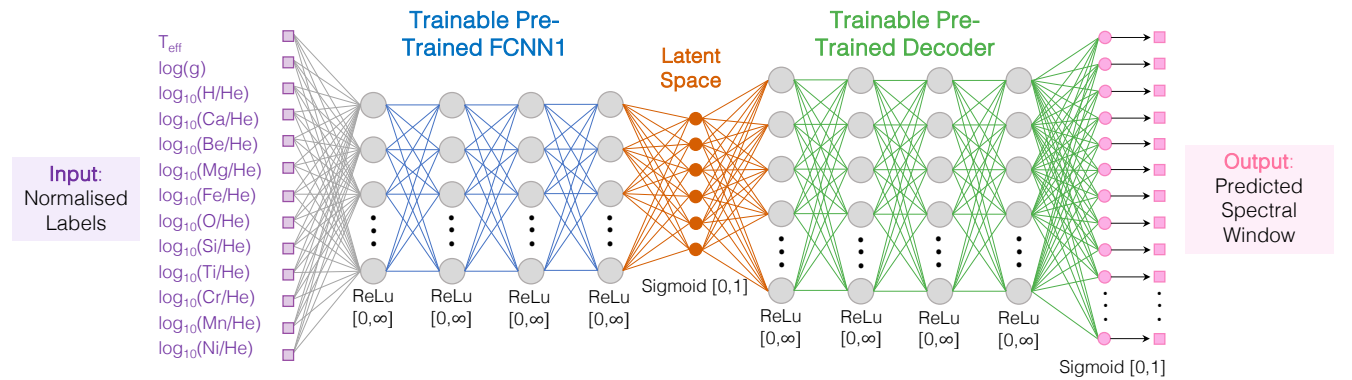 Trainable Pre-
Trained FCNN1
Trainable Pre-
Trained Decoder
Latent
Space
T_eff
log(g)
log₁₀(H/He)
log₁₀(Ca/He)
log₁₀(Be/He)
log₁₀(Mg/He)
log₁₀(Fe/He)
log₁₀(O/He)
log₁₀(Si/He)
log₁₀(Ti/He)
log₁₀(Cr/He)
log₁₀(Mn/He)
log₁₀(Ni/He)
Input:
Normalised
Labels
ReLu
[0,∞]
ReLu
[0,∞]
ReLu
[0,∞]
ReLu
[0,∞]
Sigmoid [0,1]
ReLu
[0,∞]
ReLu
[0,∞]
ReLu
[0,∞]
ReLu
[0,∞]
Sigmoid [0,1]
Output:
Predicted
Spectral
Window